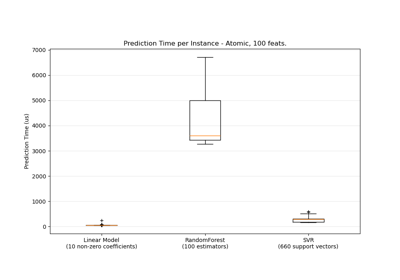 Prediction Time per Instance - Atomic, 100 feats.
7000
6000
5000
4000
3000
2000
1000
0
Prediction Time (us)
Linear Model
(10 non-zero coefficients)
RandomForest
(100 estimators)
SVR
(660 support vectors)